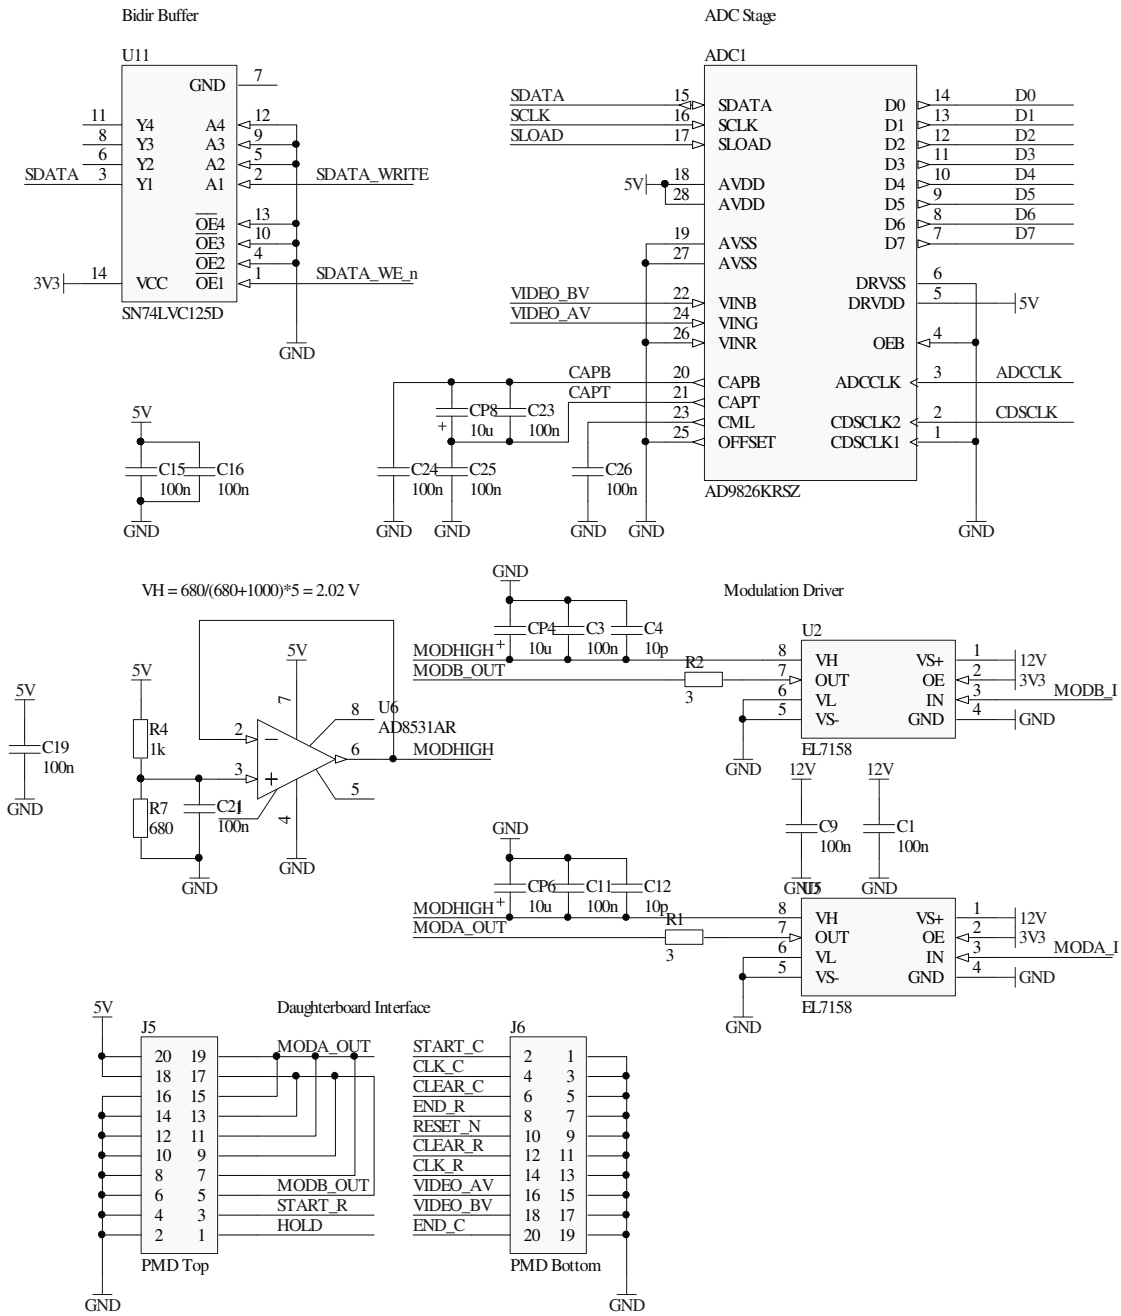 Bidir Buffer
U11
GND 7
11 Y4 A4 12
8 Y3 A3 9
6 Y2 A2 5
SDATA 3 Y1 A1 2 SDATA_WRITE
OE4 13
OE3 10
OE2 4
3V3 14 VCC OE1 1 SDATA_WE_n
SN74LVC125D
GND
ADC Stage
ADC1
SDATA 15 SDATA D0 14 D0
SCLK 16 SCLK D1 13 D1
SLOAD 17 SLOAD D2 12 D2
D3 11 D3
5V 18 AVDD D4 10 D4
28 AVDD D5 9 D5
D6 8 D6
19 AVSS D7 7 D7
27 AVSS
DRVSS 6
VIDEO_BV 22 VINB DRVDD 5 5V
VIDEO_AV 24 VING
26 VINR OEB 4
CAPB 20 CAPB ADCCLK 3 ADCCLK
CAPT 21 CAPT
23 CML CDSCLK2 2 CDSCLK
25 OFFSET CDSCLK1 1
AD9826KRSZ
CP8 C23
10u 100n
C24 C25 C26
100n 100n 100n
GND GND GND GND GND
5V
C15 C16
100n 100n
GND
VH = 680/(680+1000)*5 = 2.02 V
5V 5V 5V
7
8 U6
AD8531AR
R4
1k
2
C19
100n
3 6 MODHIGH
5
R7 C21 1
680 100n
4
GND GND GND
Modulation Driver
GND
CP4 C3 C4
10u 100n 10p
U2
MODHIGH 8 VH VS+ 1 12V
MODB_OUT R2 7 OUT OE 2 3V3
3 6 VL IN 3 MODB_I
5 VS- GND 4 GND
EL7158
GND
12V 12V
C9 C1
100n 100n
GND GND
GND
CP6 C11 C12
10u 100n 10p
U5
MODHIGH 8 VH VS+ 1 12V
MODA_OUT R1 7 OUT OE 2 3V3
3 6 VL IN 3 MODA_I
5 VS- GND 4 GND
EL7158
GND
Daughterboard Interface
5V
J5
20 19 MODA_OUT
18 17
16 15
14 13
12 11
10 9
8 7
6 5 MODB_OUT
4 3 START_R
2 1 HOLD
PMD Top
GND
J6
START_C 2 1
CLK_C 4 3
CLEAR_C 6 5
END_R 8 7
RESET_N 10 9
CLEAR_R 12 11
CLK_R 14 13
VIDEO_AV 16 15
VIDEO_BV 18 17
END_C 20 19
PMD Bottom
GND